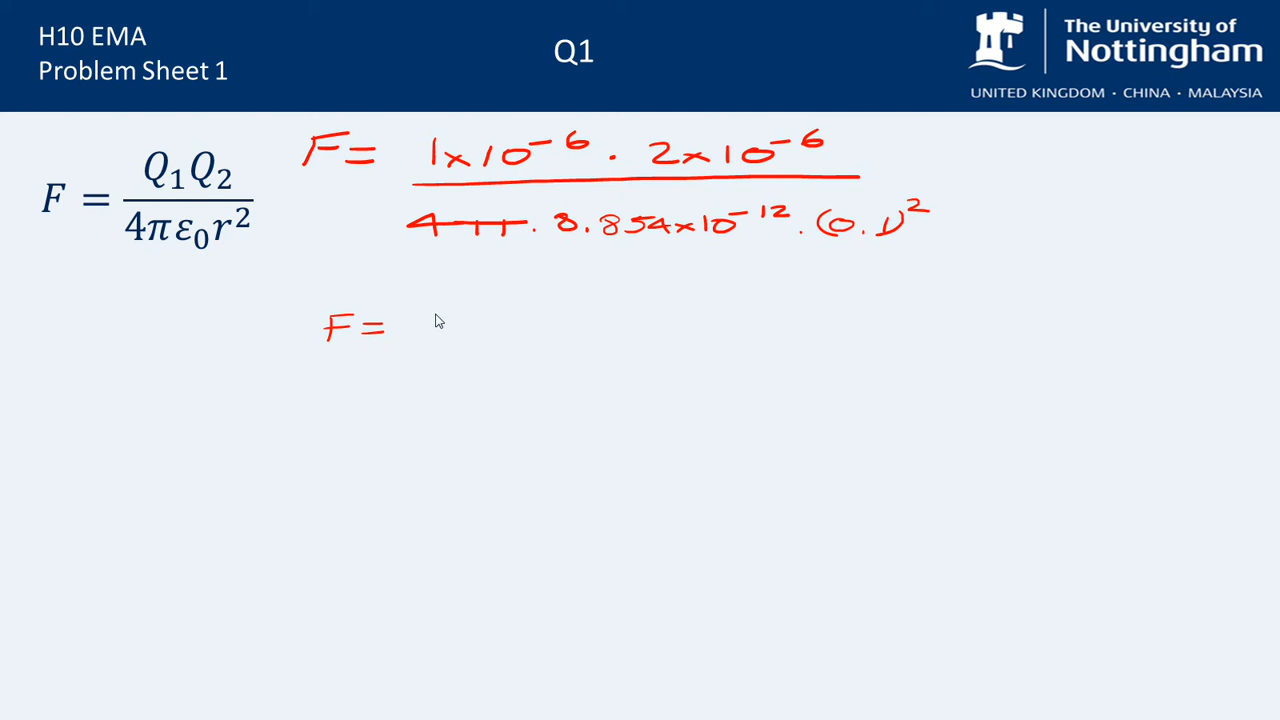 H10 EMA
Problem Sheet 1
Q1
The University of
Nottingham
UNITED KINGDOM · CHINA · MALAYSIA
F = Q₁Q₂ / 4πε₀r²
F = 1x10⁻⁶ . 2x10⁻⁶ / 4π . 8.854x10⁻¹² . (0.1)²
F =